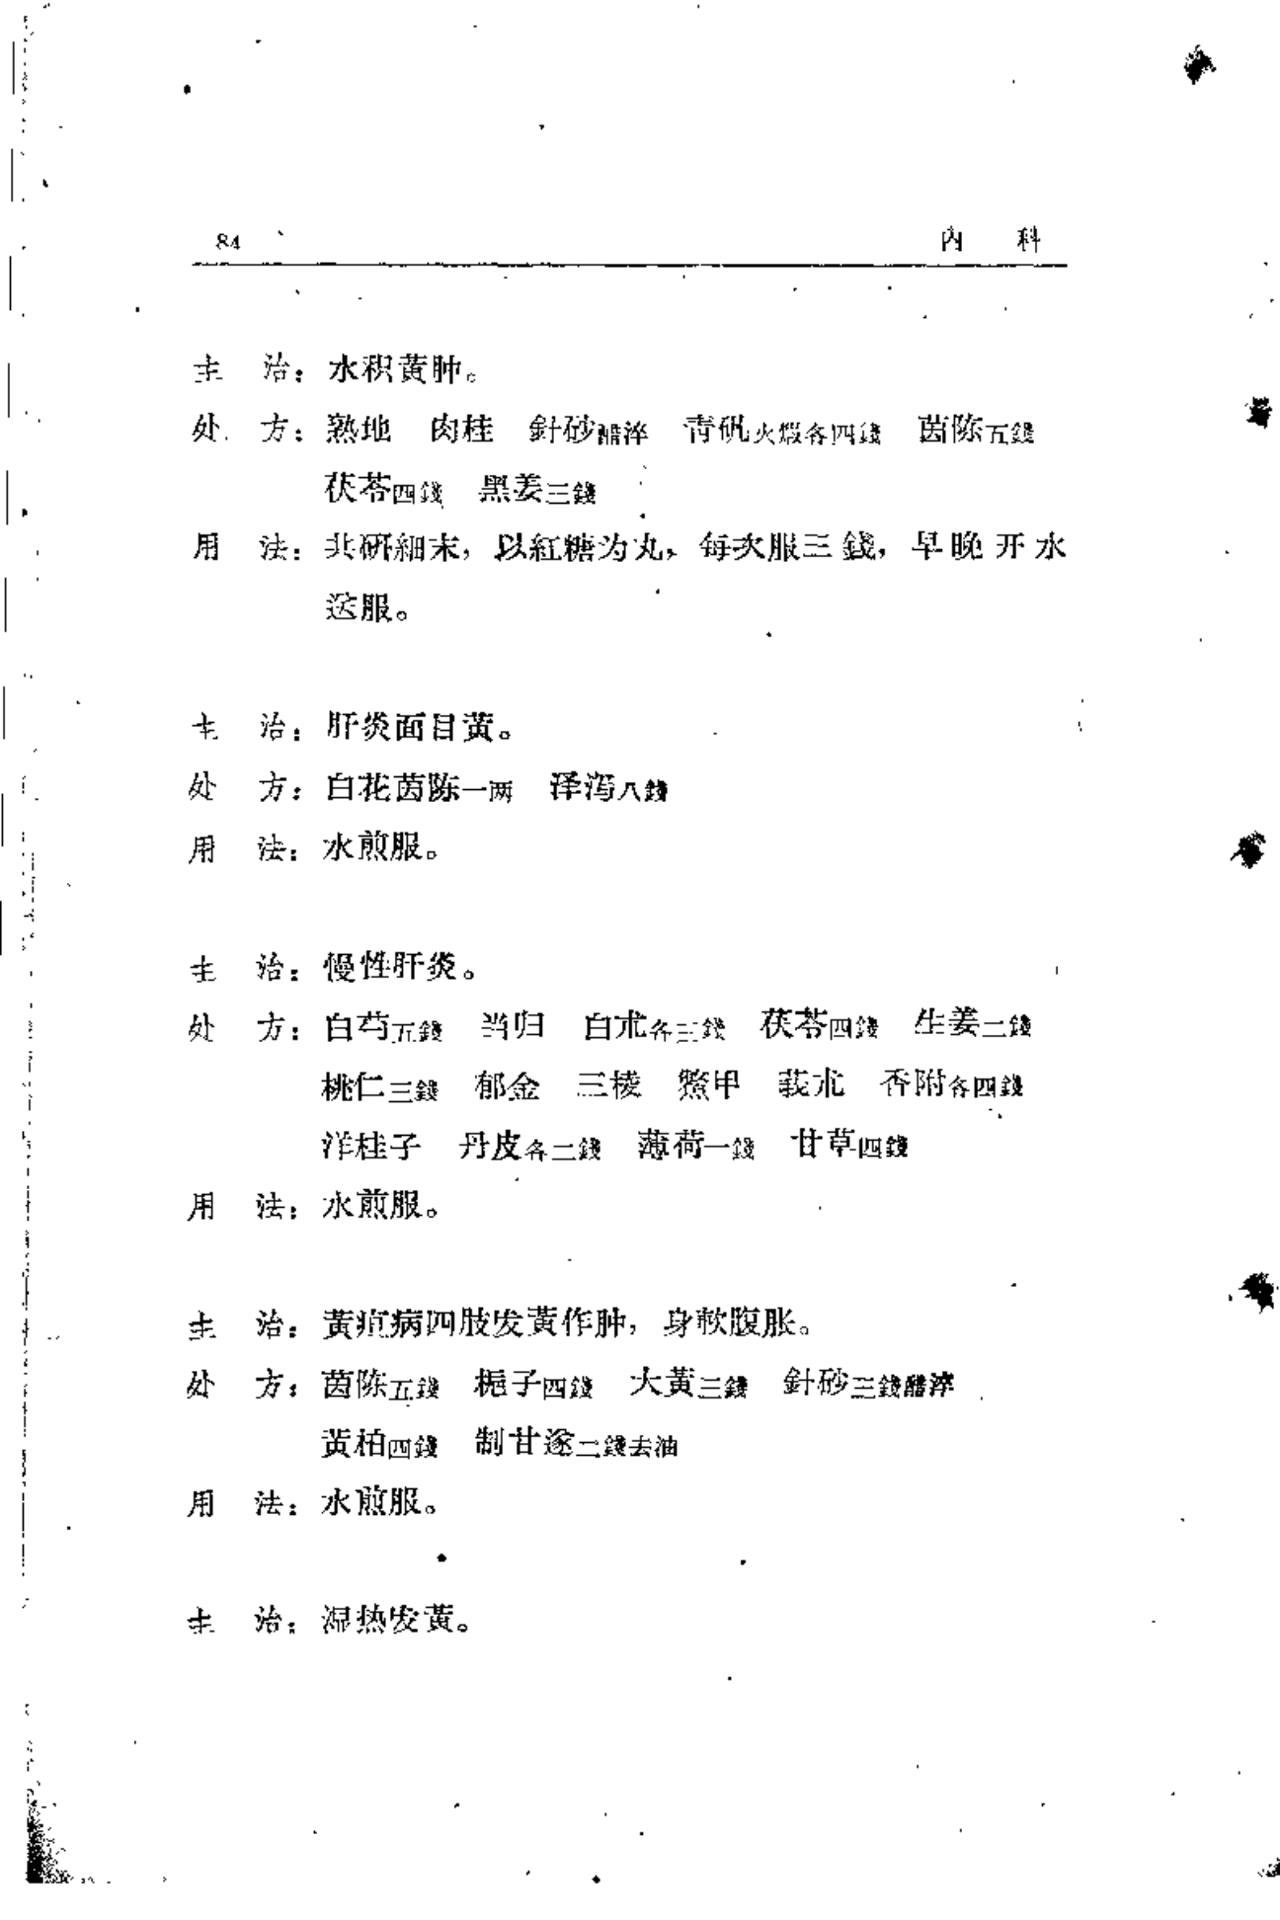 84 內 科
主 治：水积黄肿。
处 方：熟地 肉桂 針砂醋淬 青矾火煅各四錢 茵陈五錢
茯苓四錢 黑姜三錢
用 法：共研細末，以紅糖为丸，每次服三錢，早晚开水
送服。
主 治：肝炎面目黄。
处 方：白花茵陈一两 泽泻八錢
用 法：水煎服。
主 治：慢性肝炎。
处 方：白芍五錢 当归 白朮各三錢 茯苓四錢 生姜二錢
桃仁三錢 郁金 三棱 鱉甲 莪朮 香附各四錢
洋桂子 丹皮各二錢 薄荷一錢 甘草四錢
用 法：水煎服。
主 治：黄疸病四肢发黄作肿，身軟腹胀。
处 方：茵陈五錢 梔子四錢 大黄三錢 針砂三錢醋淬
黄柏四錢 制甘遂二錢去油
用 法：水煎服。
主 治：湿热发黄。